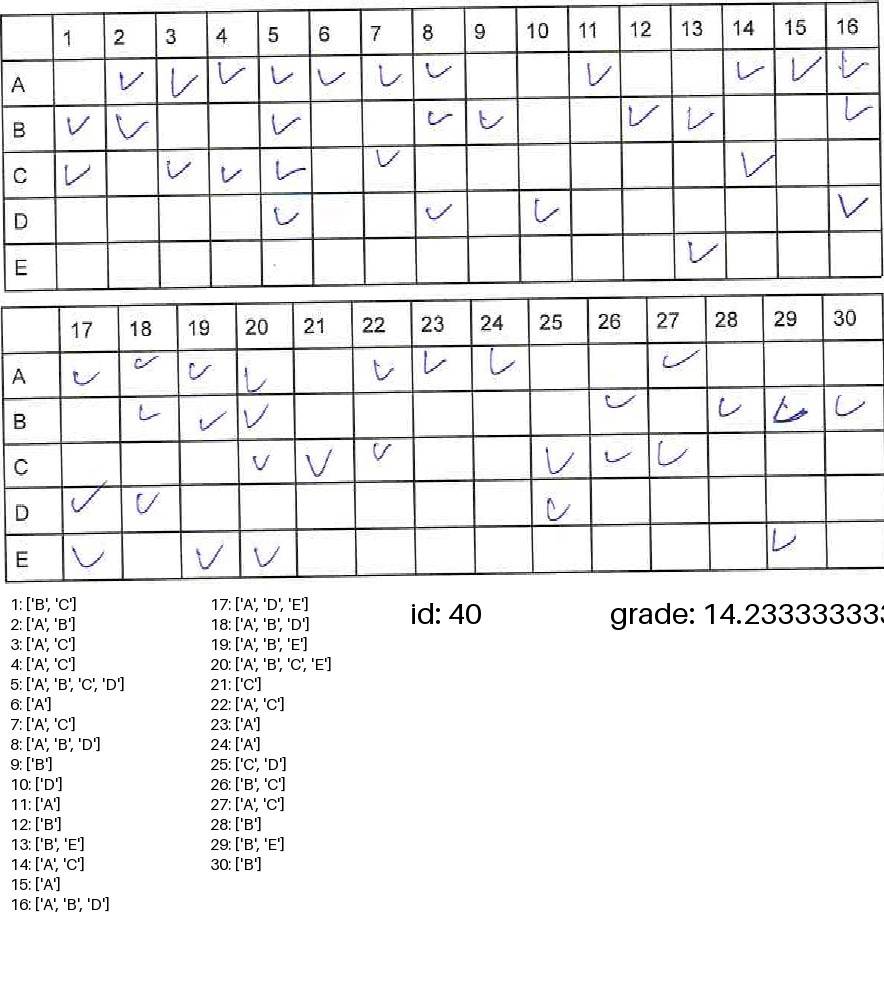 1 2 3 4 5 6 7 8 9 10 11 12 13 14 15 16
A ✓ ✓ ✓ ✓ ✓ ✓ ✓ ✓ ✓ ✓ ✓
B ✓ ✓ ✓ ✓ ✓ ✓ ✓ ✓
C ✓ ✓ ✓ ✓ ✓ ✓
D ✓ ✓ ✓ ✓
E ✓
17 18 19 20 21 22 23 24 25 26 27 28 29 30
A ✓ ✓ ✓ ✓ ✓ ✓ ✓ ✓
B ✓ ✓ ✓ ✓ ✓ ✓ ✓
C ✓ ✓ ✓ ✓ ✓ ✓
D ✓ ✓ ✓
E ✓ ✓ ✓ ✓
1: ['B', 'C']
2: ['A', 'B']
3: ['A', 'C']
4: ['A', 'C']
5: ['A', 'B', 'C', 'D']
6: ['A']
7: ['A', 'C']
8: ['A', 'B', 'D']
9: ['B']
10: ['D']
11: ['A']
12: ['B']
13: ['B', 'E']
14: ['A', 'C']
15: ['A']
16: ['A', 'B', 'D']
17: ['A', 'D', 'E']
18: ['A', 'B', 'D']
19: ['A', 'B', 'E']
20: ['A', 'B', 'C', 'E']
21: ['C']
22: ['A', 'C']
23: ['A']
24: ['A']
25: ['C', 'D']
26: ['B', 'C']
27: ['A', 'C']
28: ['B']
29: ['B', 'E']
30: ['B']
id: 40
grade: 14.233333333